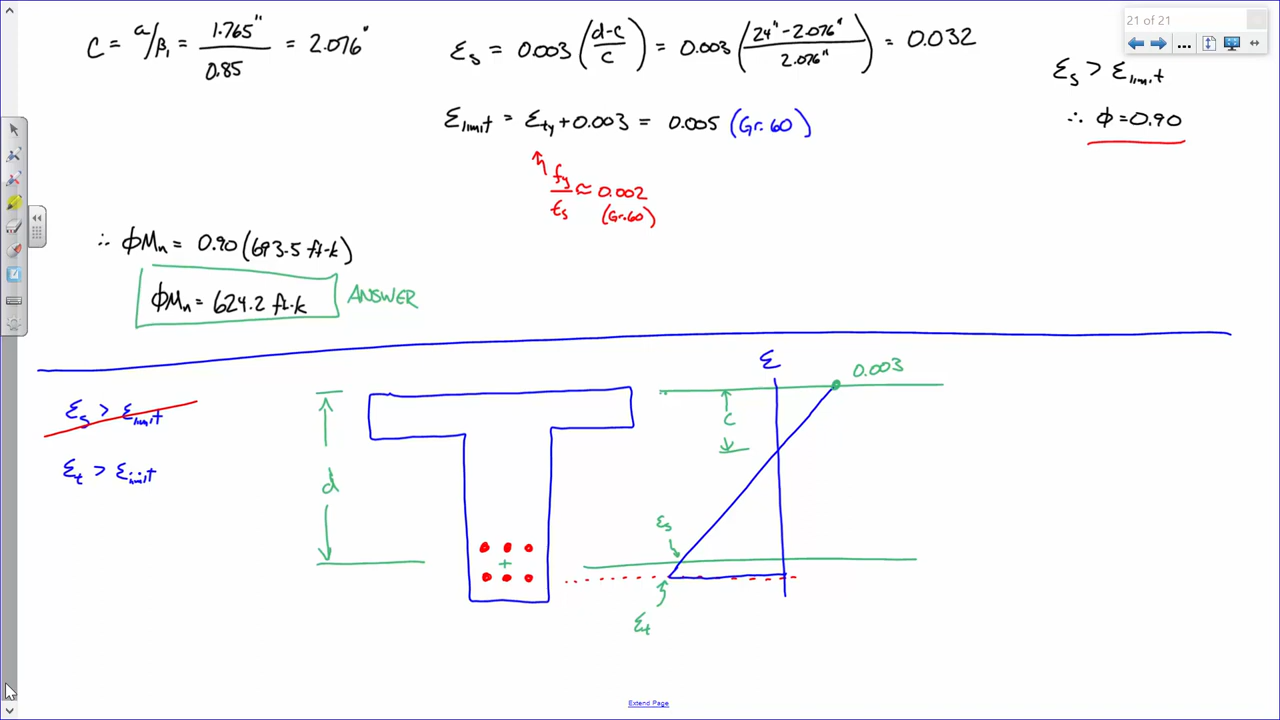 21 of 21
C = a/β₁ = 1.765" / 0.85 = 2.076"
εs = 0.003 (d-c / c) = 0.003 (24" - 2.076" / 2.076") = 0.032
εs > εlimit
∴ ϕ = 0.90
εlimit = εty + 0.003 = 0.005 (Gr. 60)
fy / Es ≈ 0.002
(Gr. 60)
∴ ϕMn = 0.90 (693.5 ft-k)
ϕMn = 624.2 ft-k ANSWER
ε
0.003
εs > εlimit
εt > εlimit
c
d
εs
εt
Extend Page